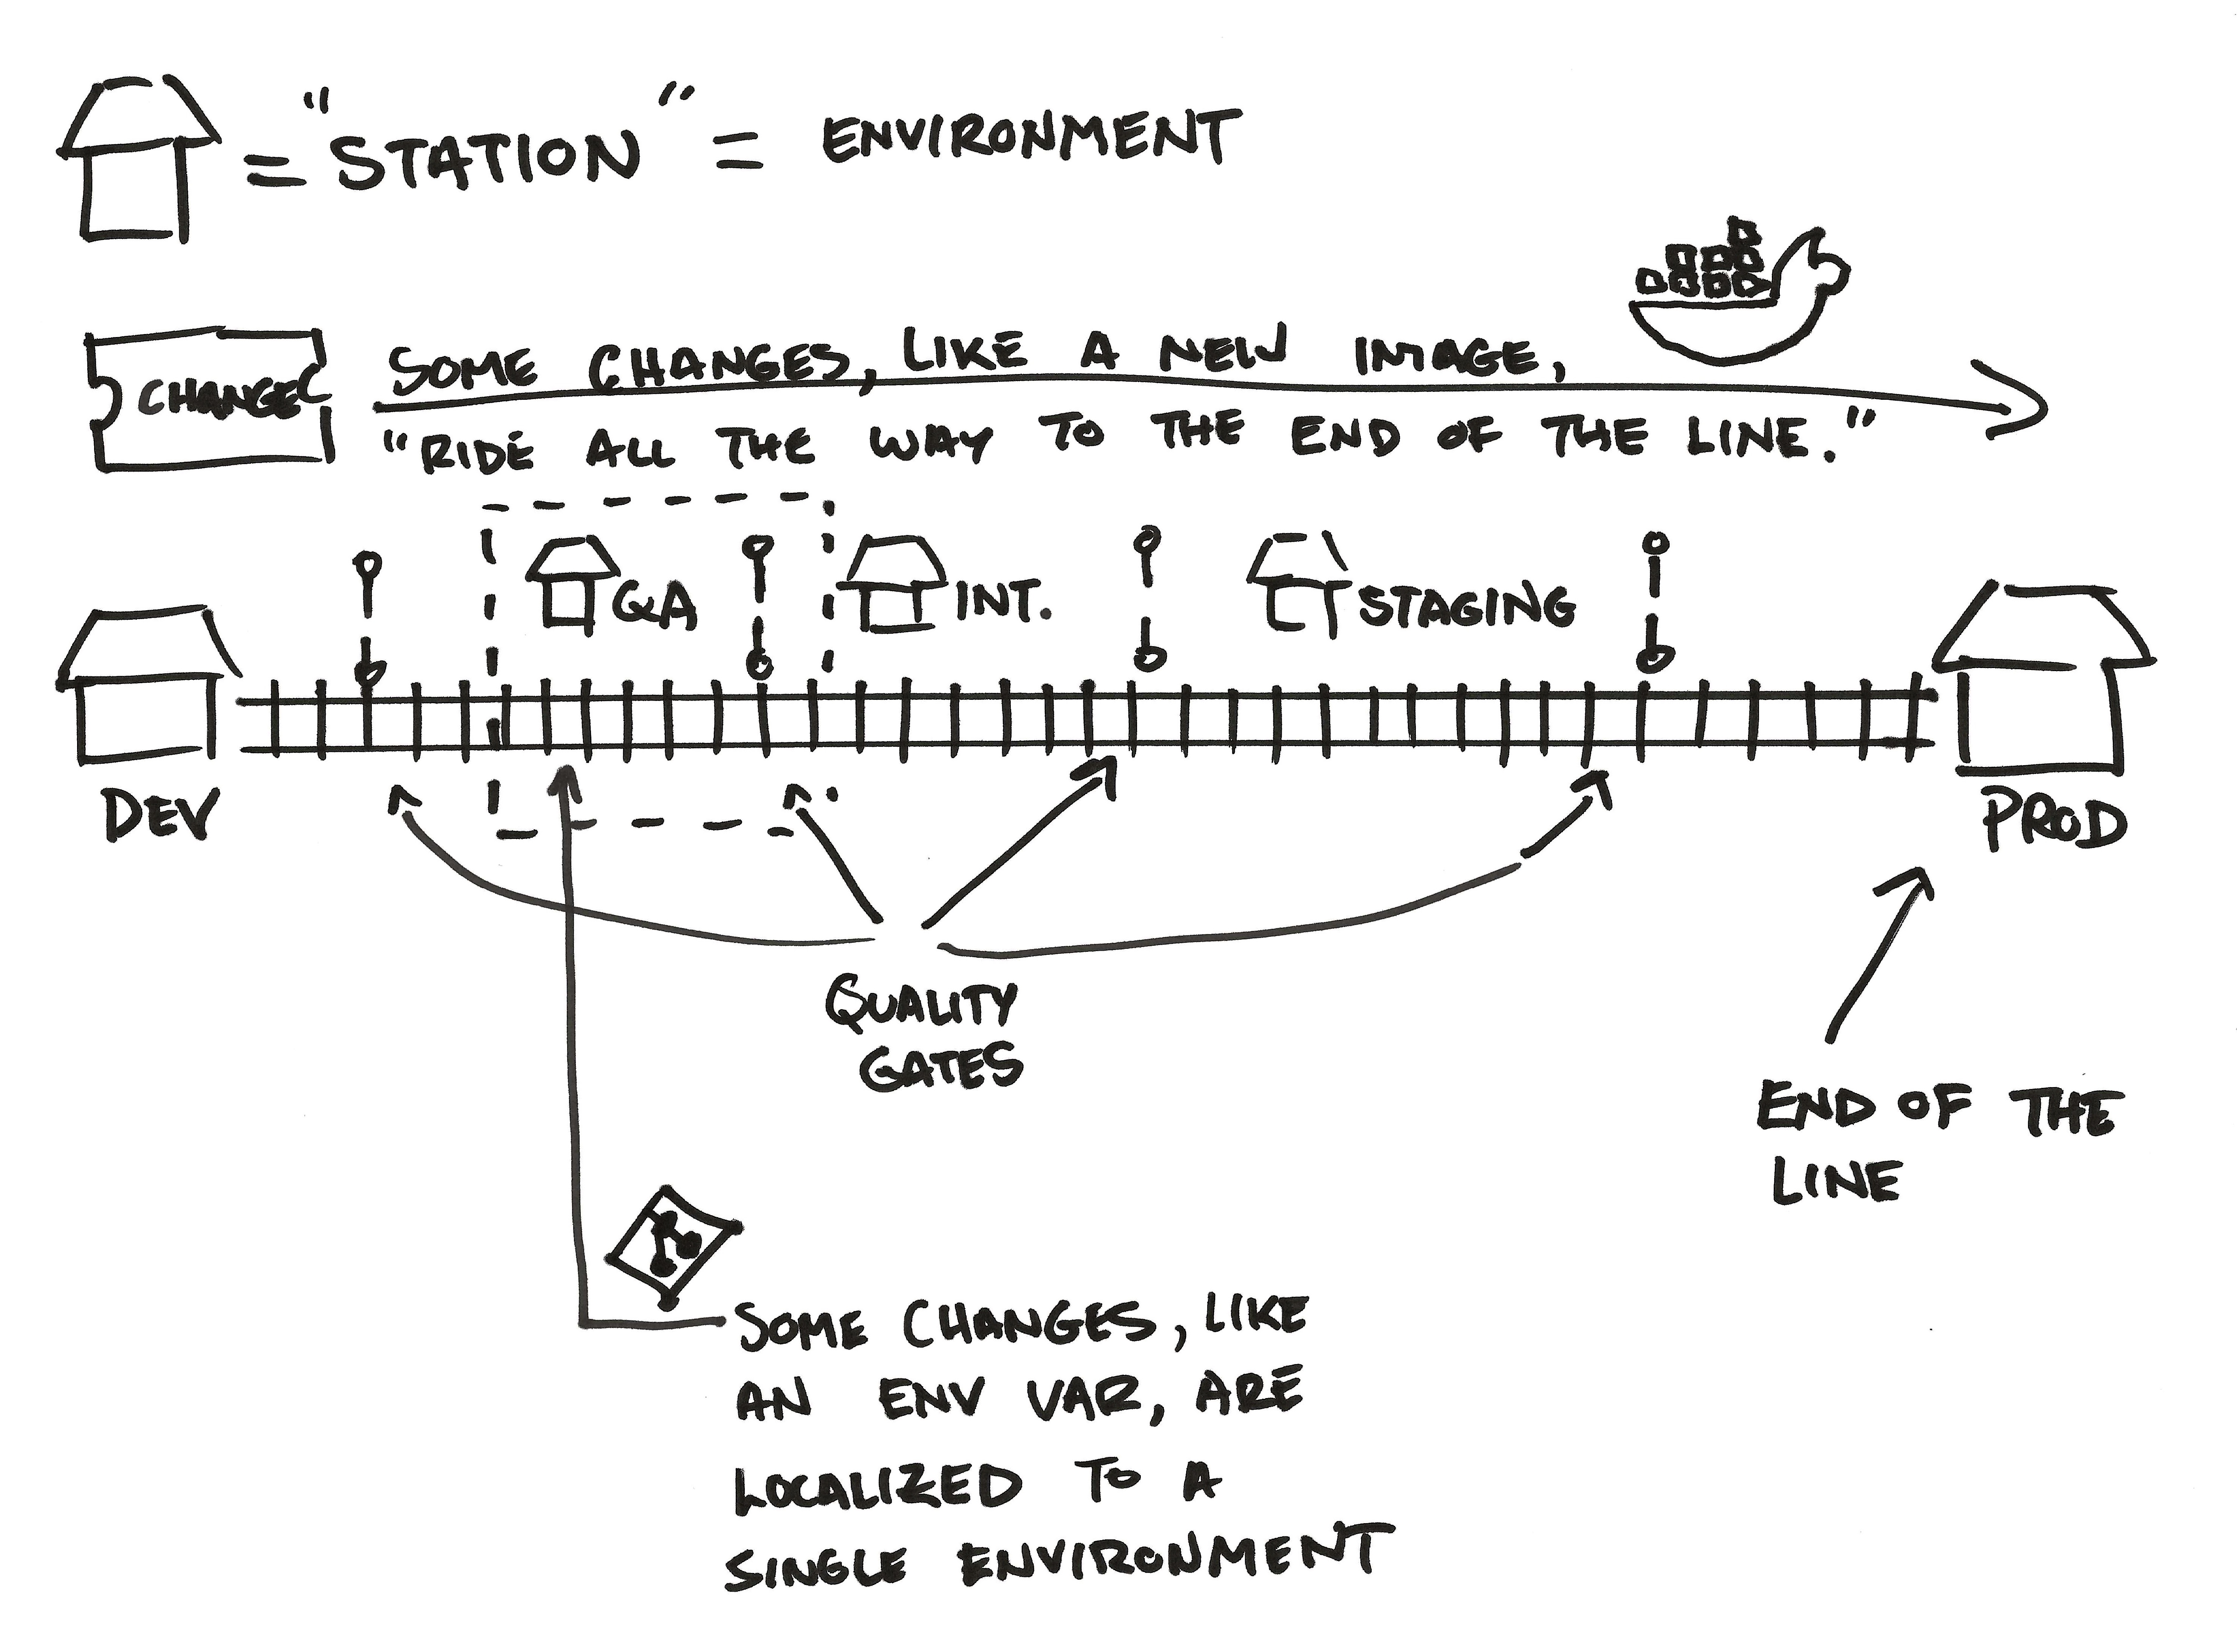 = "STATION" = ENVIRONMENT
CHANGE
SOME CHANGES, LIKE A NEW IMAGE,
"RIDE ALL THE WAY TO THE END OF THE LINE."
QA
INT.
STAGING
DEV
PROD
QUALITY
GATES
END OF THE
LINE
SOME CHANGES, LIKE
AN ENV VAR, ARE
LOCALIZED TO A
SINGLE ENVIRONMENT